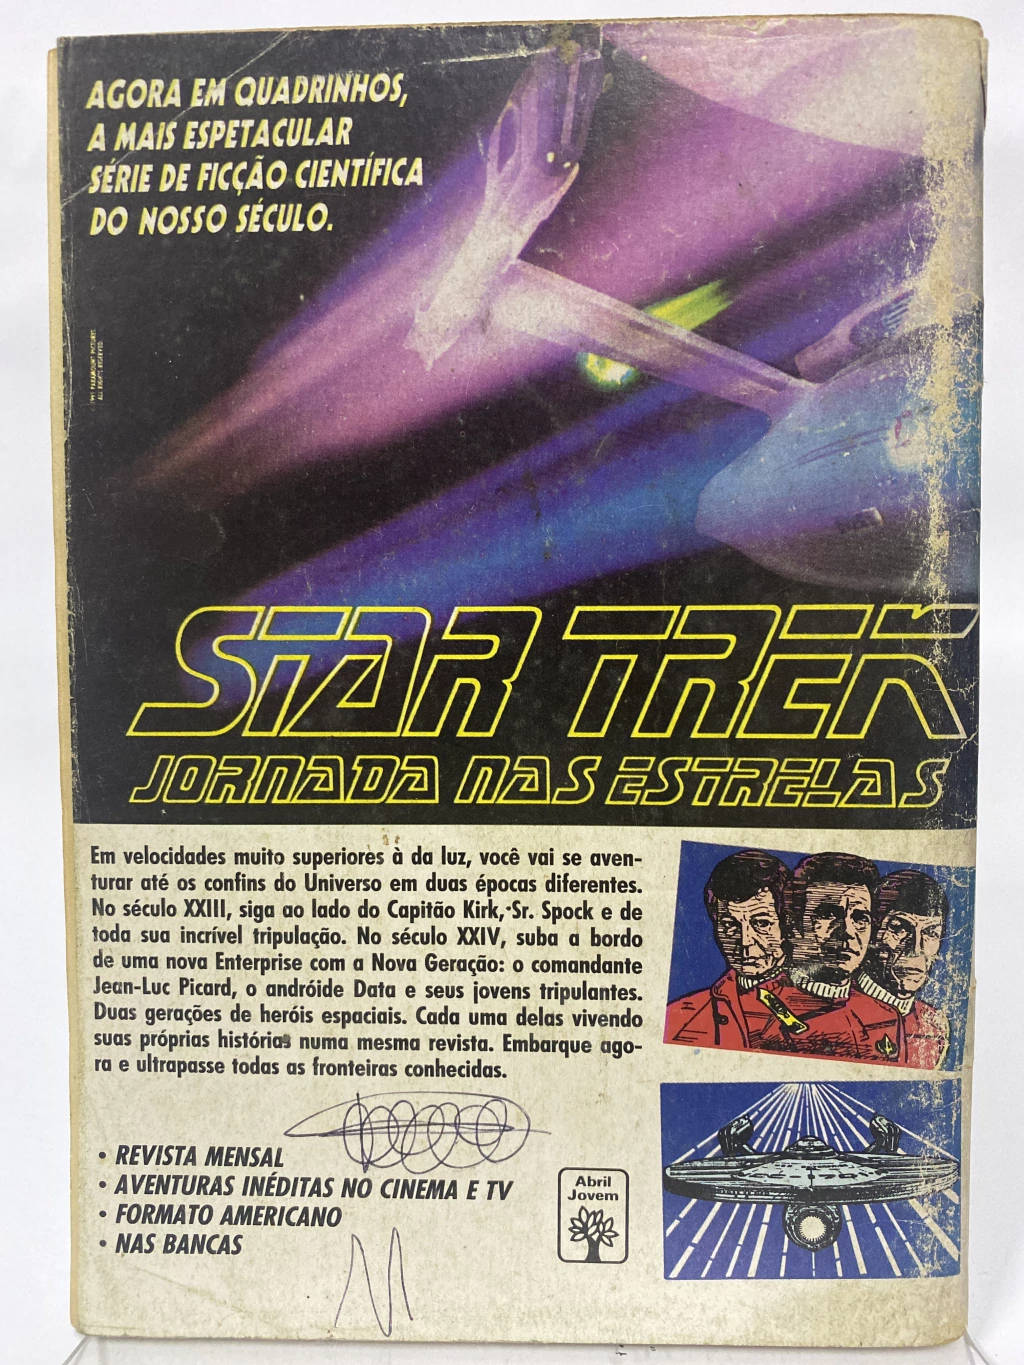 AGORA EM QUADRINHOS,
A MAIS ESPETACULAR
SÉRIE DE FICÇÃO CIENTÍFICA
DO NOSSO SÉCULO.
PARAMOUNT PICTURES
ALL RIGHTS RESERVED.
STAR TREK
JORNADA NAS ESTRELAS
Em velocidades muito superiores à da luz, você vai se aven-
turar até os confins do Universo em duas épocas diferentes.
No século XXIII, siga ao lado do Capitão Kirk, Sr. Spock e de
toda sua incrível tripulação. No século XXIV, suba a bordo
de uma nova Enterprise com a Nova Geração: o comandante
Jean-Luc Picard, o andróide Data e seus jovens tripulantes.
Duas gerações de heróis espaciais. Cada uma delas vivendo
suas próprias histórias numa mesma revista. Embarque ago-
ra e ultrapasse todas as fronteiras conhecidas.
• REVISTA MENSAL
• AVENTURAS INÉDITAS NO CINEMA E TV
• FORMATO AMERICANO
• NAS BANCAS
Abril
Jovem